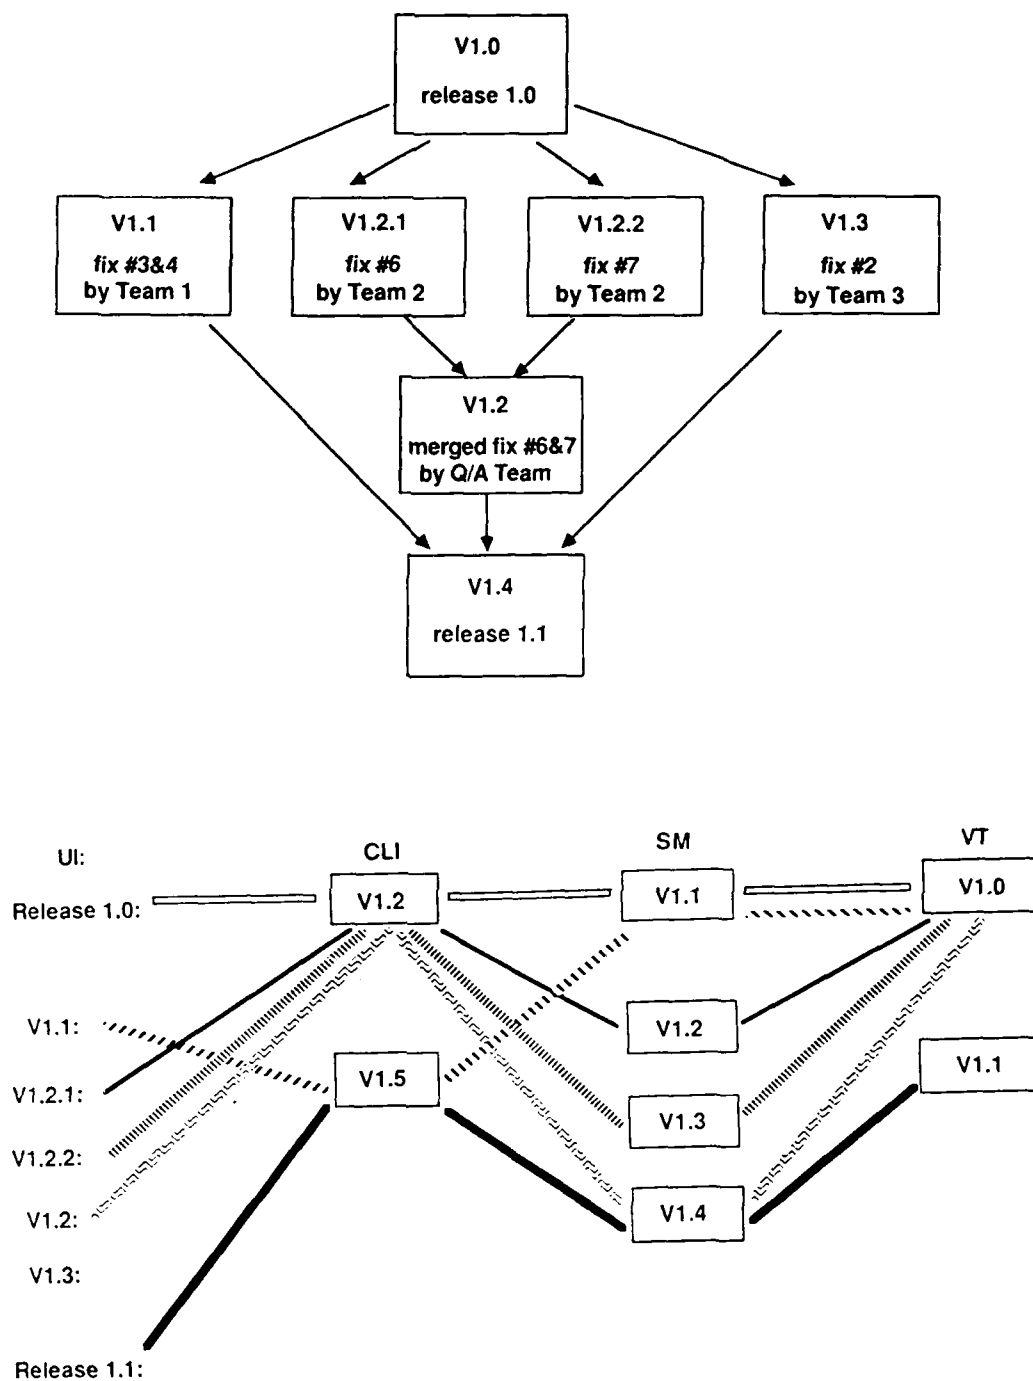 V1.0
release 1.0
V1.1
fix #3&4
by Team 1
V1.2.1
fix #6
by Team 2
V1.2.2
fix #7
by Team 2
V1.3
fix #2
by Team 3
V1.2
merged fix #6&7
by Q/A Team
V1.4
release 1.1
UI:
CLI
SM
VT
Release 1.0:
V1.2
V1.1
V1.0
V1.1:
V1.2
V1.2.1:
V1.5
V1.1
V1.3
V1.2.2:
V1.2:
V1.4
V1.3:
Release 1.1: